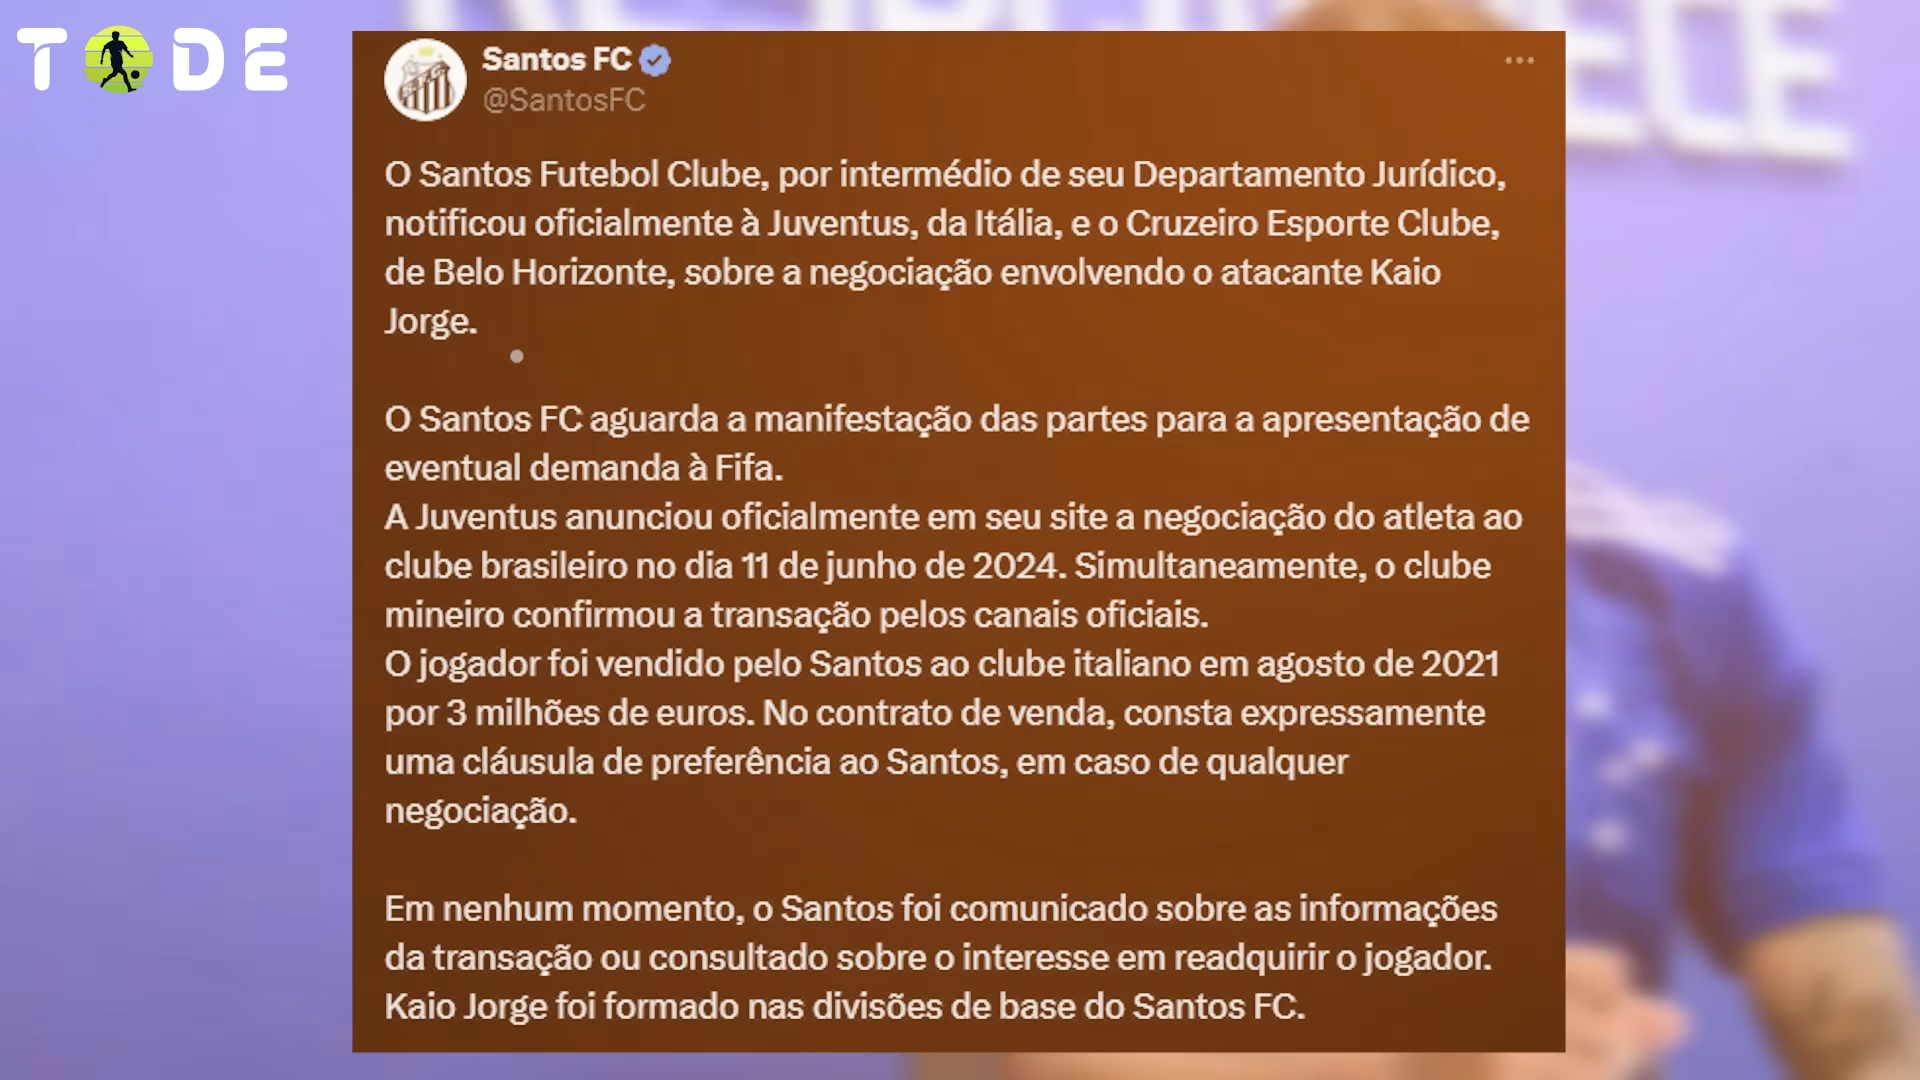 TODE
Santos FC
@SantosFC
O Santos Futebol Clube, por intermédio de seu Departamento Jurídico,
notificou oficialmente à Juventus, da Itália, e o Cruzeiro Esporte Clube,
de Belo Horizonte, sobre a negociação envolvendo o atacante Kaio
Jorge.
O Santos FC aguarda a manifestação das partes para a apresentação de
eventual demanda à Fifa.
A Juventus anunciou oficialmente em seu site a negociação do atleta ao
clube brasileiro no dia 11 de junho de 2024. Simultaneamente, o clube
mineiro confirmou a transação pelos canais oficiais.
O jogador foi vendido pelo Santos ao clube italiano em agosto de 2021
por 3 milhões de euros. No contrato de venda, consta expressamente
uma cláusula de preferência ao Santos, em caso de qualquer
negociação.
Em nenhum momento, o Santos foi comunicado sobre as informações
da transação ou consultado sobre o interesse em readquirir o jogador.
Kaio Jorge foi formado nas divisões de base do Santos FC.